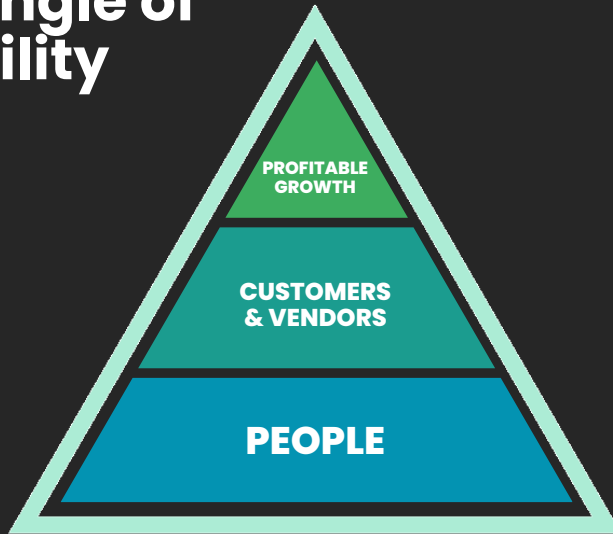 ngle of
ility
PROFITABLE
GROWTH
CUSTOMERS
& VENDORS
PEOPLE